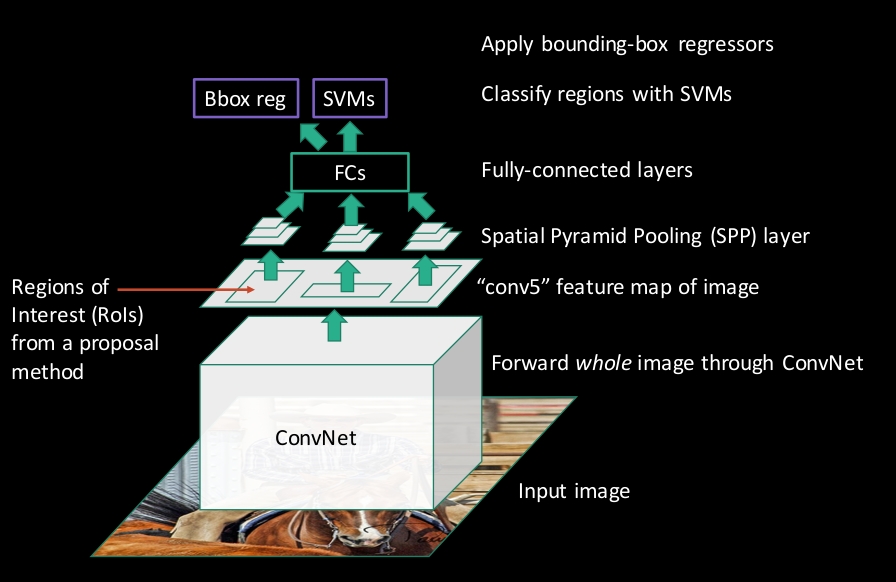 Apply bounding-box regressors
Bbox reg
SVMs
Classify regions with SVMs
FCs
Fully-connected layers
Spatial Pyramid Pooling (SPP) layer
Regions of
Interest (RoIs)
from a proposal
method
“conv5” feature map of image
Forward whole image through ConvNet
ConvNet
Input image